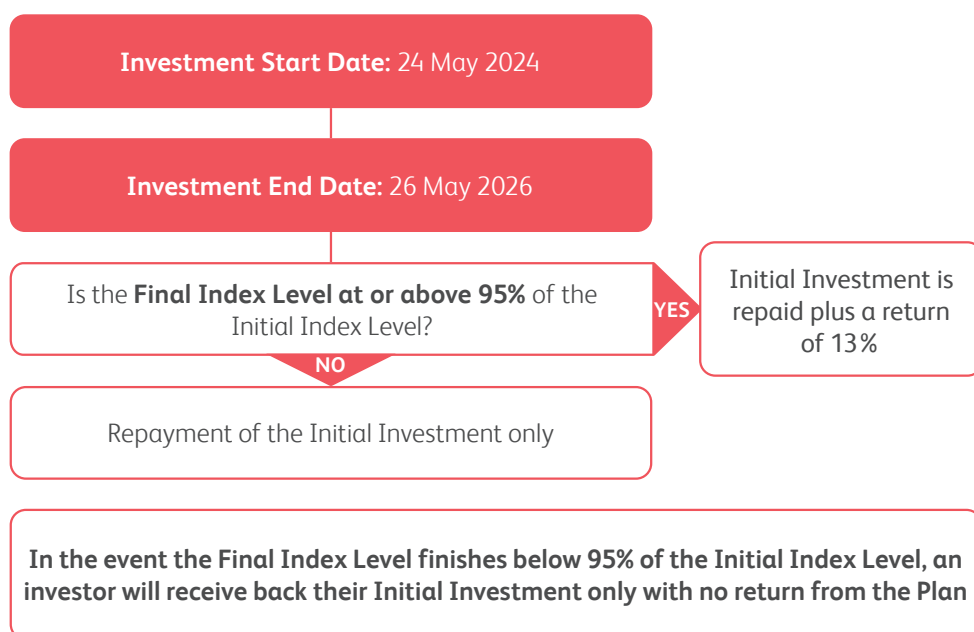 Investment Start Date: 24 May 2024
Investment End Date: 26 May 2026
Is the Final Index Level at or above 95% of the
Initial Index Level?
YES
Initial Investment is
repaid plus a return
of 13%
NO
Repayment of the Initial Investment only
In the event the Final Index Level finishes below 95% of the Initial Index Level, an
investor will receive back their Initial Investment only with no return from the Plan